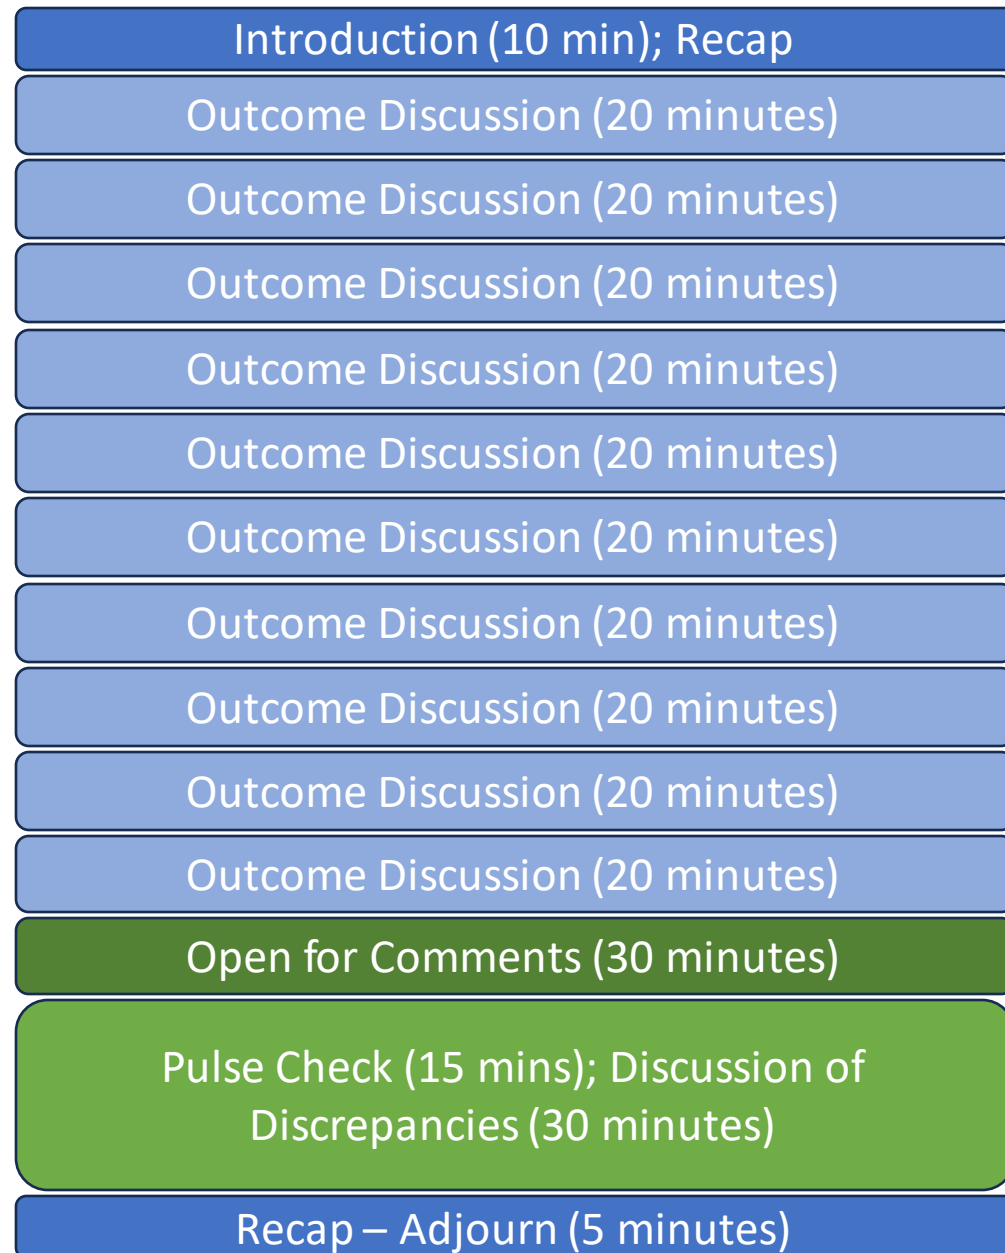 Introduction (10 min); Recap
Outcome Discussion (20 minutes)
Outcome Discussion (20 minutes)
Outcome Discussion (20 minutes)
Outcome Discussion (20 minutes)
Outcome Discussion (20 minutes)
Outcome Discussion (20 minutes)
Outcome Discussion (20 minutes)
Outcome Discussion (20 minutes)
Outcome Discussion (20 minutes)
Outcome Discussion (20 minutes)
Open for Comments (30 minutes)
Pulse Check (15 mins); Discussion of
Discrepancies (30 minutes)
Recap – Adjourn (5 minutes)